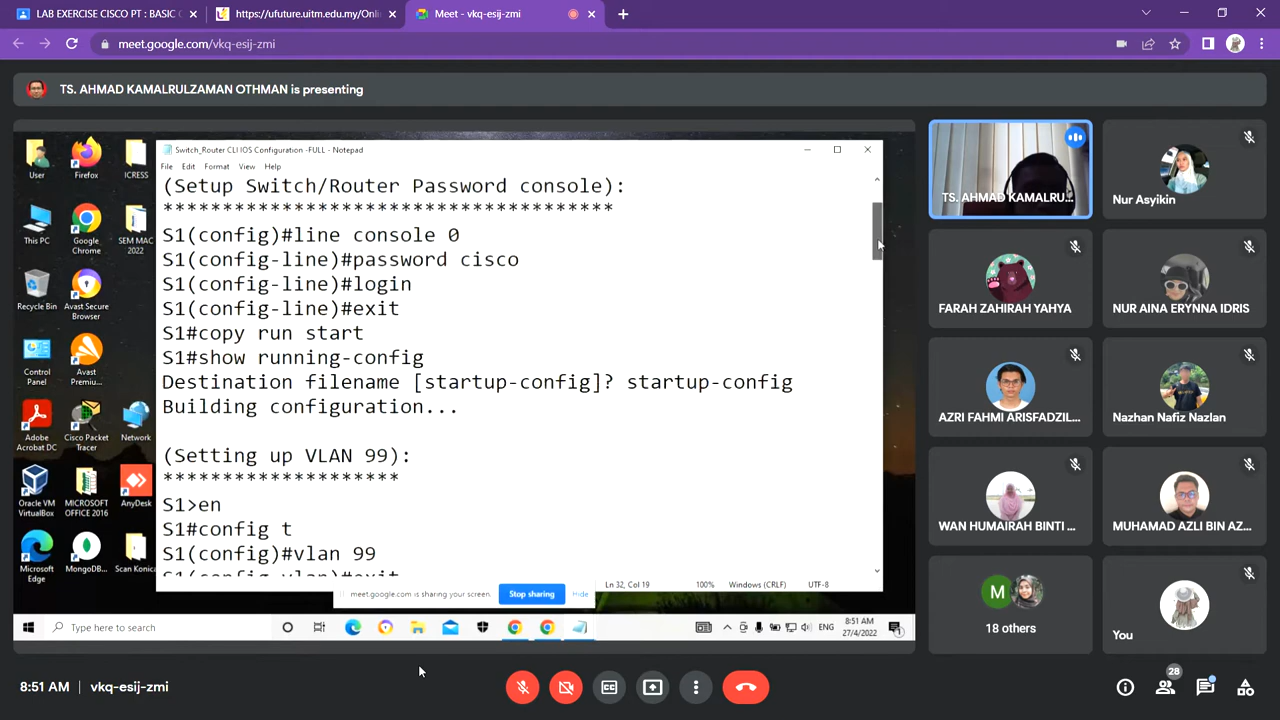 LAB EXERCISE CISCO PT : BASIC C
https://ufuture.uitm.edu.my/Onli
Meet - vkq-esij-zmi
meet.google.com/vkq-esij-zmi
TS. AHMAD KAMALRULZAMAN OTHMAN is presenting
Switch_Router CLI IOS Configuration -FULL - Notepad
File Edit Format View Help
(Setup Switch/Router Password console):
**************************************
S1(config)#line console 0
S1(config-line)#password cisco
S1(config-line)#login
S1(config-line)#exit
S1#copy run start
S1#show running-config
Destination filename [startup-config]? startup-config
Building configuration...
(Setting up VLAN 99):
********************
S1>en
S1#config t
S1(config)#vlan 99
S1(config-vlan)#exit
Ln 32, Col 19
100%
Windows (CRLF)
UTF-8
meet.google.com is sharing your screen.
Stop sharing
Hide
User
Firefox
ICRESS
This PC
Google Chrome
SEM MAC 2022
Recycle Bin
Avast Secure Browser
Control Panel
Avast Premiu...
Adobe Acrobat DC
Cisco Packet Tracer
Network
Oracle VM VirtualBox
MICROSOFT OFFICE 2016
AnyDesk
Microsoft Edge
MongoDB...
Scan Konica
Type here to search
ENG
8:51 AM
27/4/2022
1
TS. AHMAD KAMALRU...
Nur Asyikin
FARAH ZAHIRAH YAHYA
NUR AINA ERYNNA IDRIS
AZRI FAHMI ARISFADZIL...
Nazhan Nafiz Nazlan
WAN HUMAIRAH BINTI ...
MUHAMAD AZLI BIN AZ...
M
18 others
You
8:51 AM
vkq-esij-zmi
28